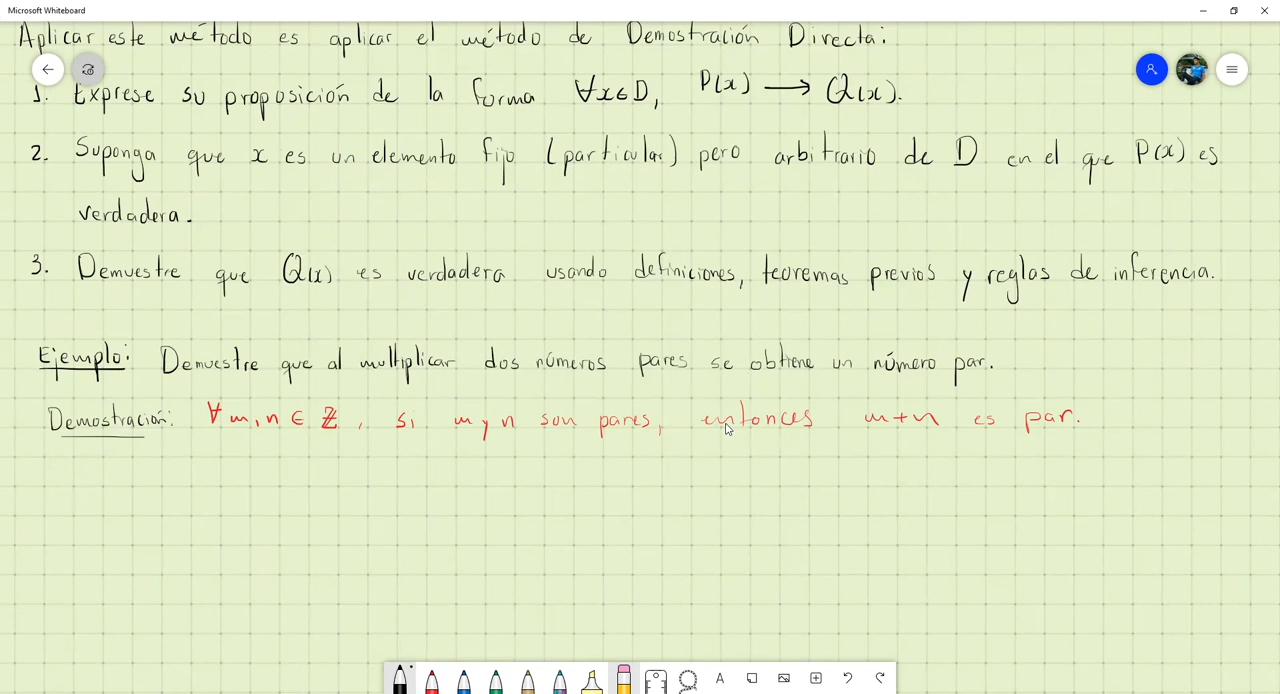 Microsoft Whiteboard
Aplicar este método es aplicar el método de Demostración Directa:
1. Exprese su proposición de la forma ∀x∈D, P(x) → Q(x).
2. Suponga que x es un elemento fijo (particular) pero arbitrario de D en el que P(x) es
verdadera.
3. Demuestre que Q(x) es verdadera usando definiciones, teoremas previos y reglas de inferencia.
Ejemplo: Demuestre que al multiplicar dos números pares se obtiene un número par.
Demostración: ∀m,n ∈ ℤ, si m y n son pares, entonces m+n es par.
A